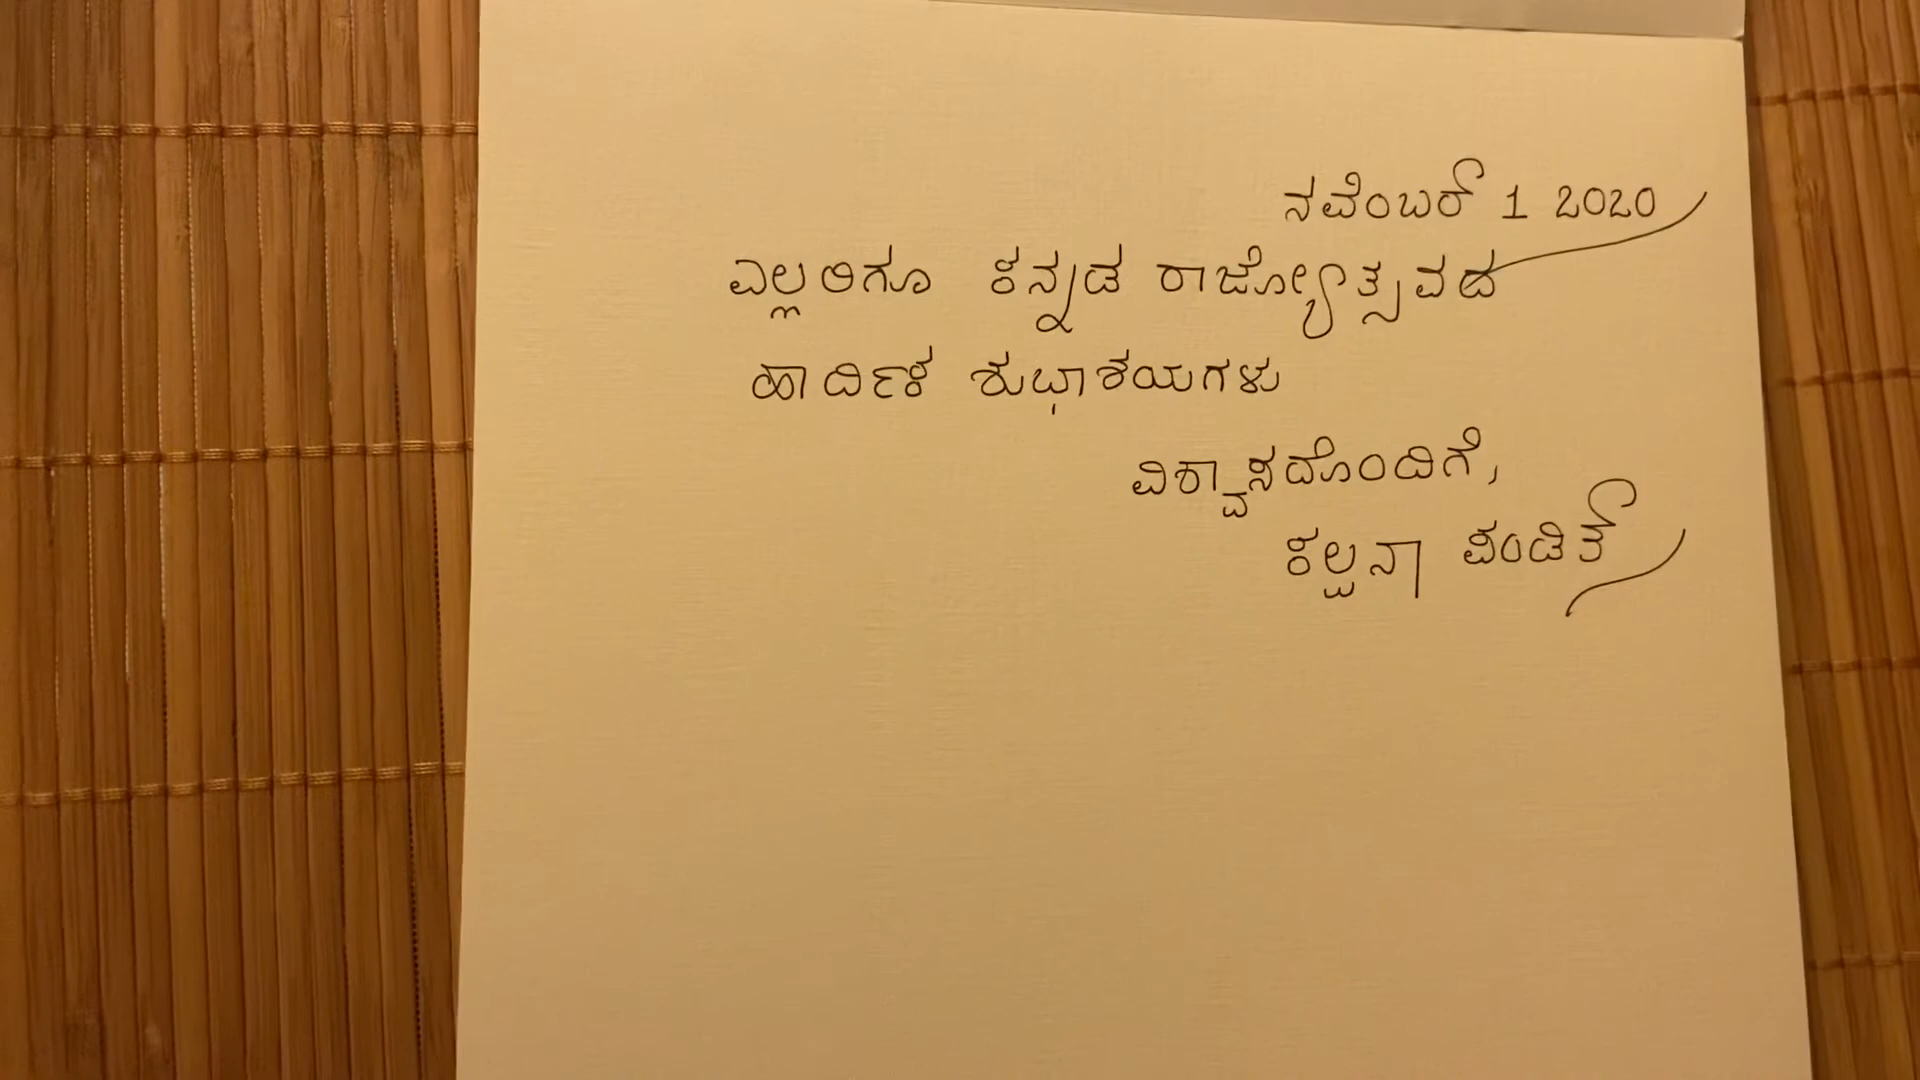 ನವೆಂಬರ್ 1 2020
ಎಲ್ಲರಿಗೂ ಕನ್ನಡ ರಾಜ್ಯೋತ್ಸವದ
ಹಾರ್ದಿಕ ಶುಭಾಶಯಗಳು
ವಿಶ್ವಾಸದೊಂದಿಗೆ,
ಕಲ್ಪನಾ ಪಂಡಿತ್